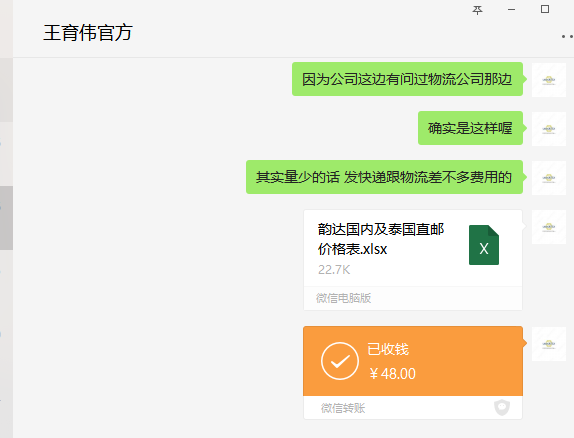 王育伟官方
因为公司这边有问过物流公司那边
确实是这样喔
其实量少的话 发快递跟物流差不多费用的
韵达国内及泰国直邮
价格表.xlsx
22.7K
X
微信电脑版
已收钱
￥48.00
微信转账